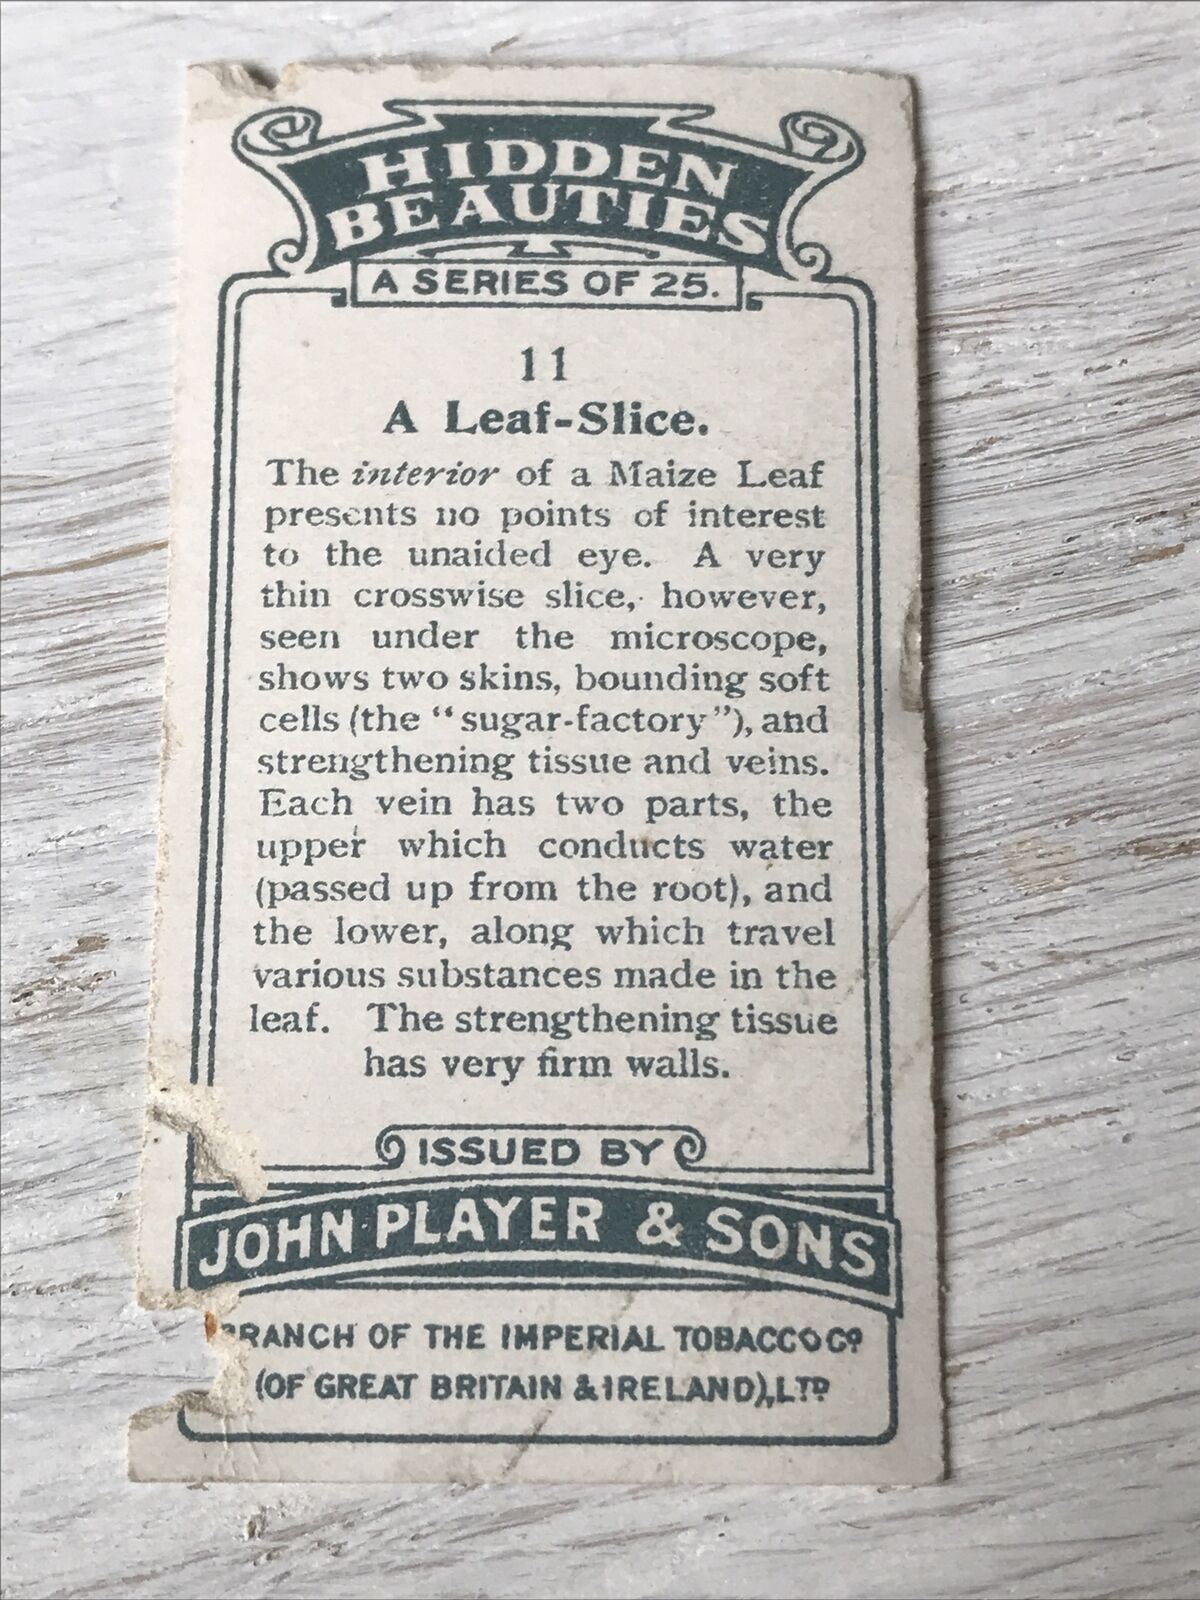 HIDDEN
BEAUTIES
A SERIES OF 25.
11
A Leaf-Slice.
The interior of a Maize Leaf
presents no points of interest
to the unaided eye. A very
thin crosswise slice, however,
seen under the microscope,
shows two skins, bounding soft
cells (the "sugar-factory"), and
strengthening tissue and veins.
Each vein has two parts, the
upper which conducts water
(passed up from the root), and
the lower, along which travel
various substances made in the
leaf. The strengthening tissue
has very firm walls.
ISSUED BY
JOHN PLAYER & SONS
BRANCH OF THE IMPERIAL TOBACCO Co
(OF GREAT BRITAIN & IRELAND), LTD